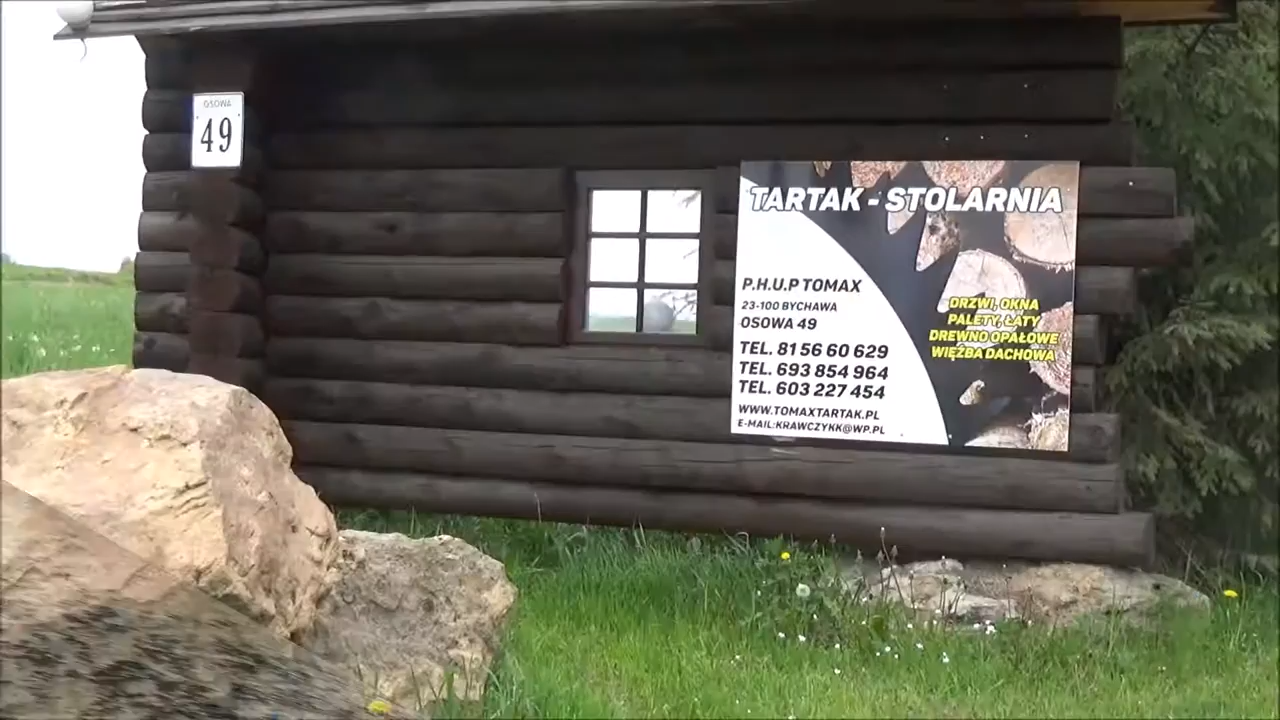 OSOWA
49
TARTAK - STOLARNIA
P.H.U.P TOMAX
23-100 BYCHAWA
OSOWA 49
TEL. 81 56 60 629
TEL. 693 854 964
TEL. 603 227 454
WWW.TOMAXTARTAK.PL
E-MAIL:KRAWCZYKK@WP.PL
DRZWI, OKNA
PALETY, ŁATY
DREWNO OPAŁOWE
WIĘŹBA DACHOWA